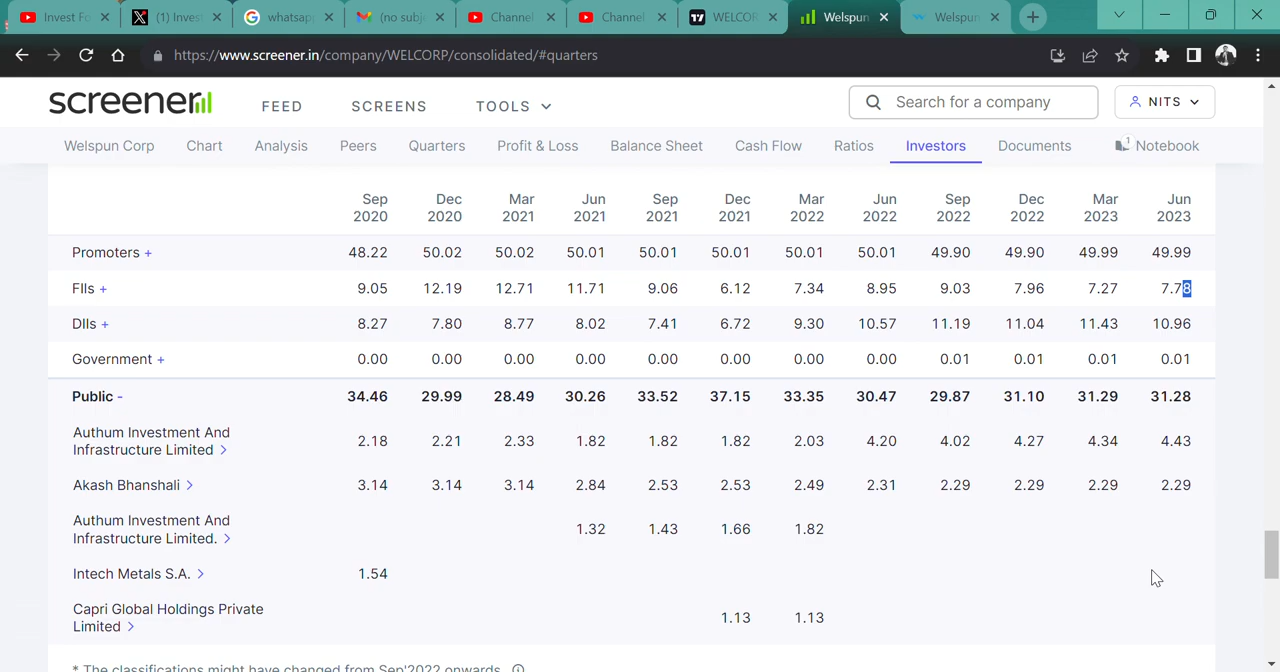 Invest Fo
(1) Invest
whatsap
(no subje
Channel
Channel
WELCOR
Welspun
Welspun
https://www.screener.in/company/WELCORP/consolidated/#quarters
screener
FEED SCREENS TOOLS
Search for a company
NITS
Welspun Corp Chart Analysis Peers Quarters Profit & Loss Balance Sheet Cash Flow Ratios Investors Documents 1 Notebook
Sep Dec Mar Jun Sep Dec Mar Jun Sep Dec Mar Jun
2020 2020 2021 2021 2021 2021 2022 2022 2022 2022 2023 2023
Promoters + 48.22 50.02 50.02 50.01 50.01 50.01 50.01 50.01 49.90 49.90 49.99 49.99
FIIs + 9.05 12.19 12.71 11.71 9.06 6.12 7.34 8.95 9.03 7.96 7.27 7.78
DIIs + 8.27 7.80 8.77 8.02 7.41 6.72 9.30 10.57 11.19 11.04 11.43 10.96
Government + 0.00 0.00 0.00 0.00 0.00 0.00 0.00 0.00 0.01 0.01 0.01 0.01
Public - 34.46 29.99 28.49 30.26 33.52 37.15 33.35 30.47 29.87 31.10 31.29 31.28
Authum Investment And
Infrastructure Limited > 2.18 2.21 2.33 1.82 1.82 1.82 2.03 4.20 4.02 4.27 4.34 4.43
Akash Bhanshali > 3.14 3.14 3.14 2.84 2.53 2.53 2.49 2.31 2.29 2.29 2.29 2.29
Authum Investment And
Infrastructure Limited. > 1.32 1.43 1.66 1.82
Intech Metals S.A. > 1.54
Capri Global Holdings Private
Limited > 1.13 1.13
* The classifications might have changed from Sep'2022 onwards.